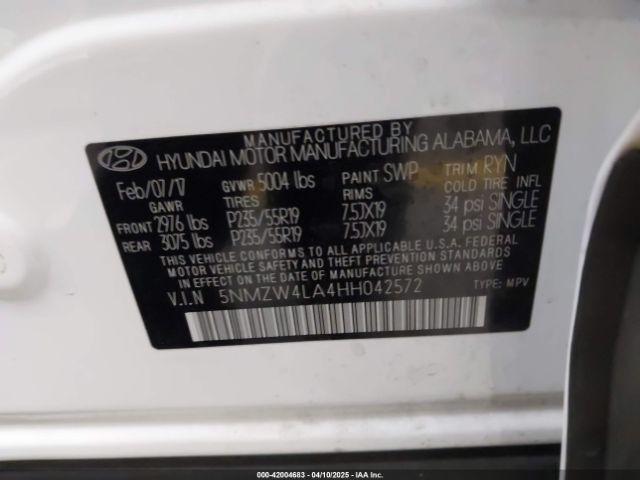 MANUFACTURED BY
HYUNDAI MOTOR MANUFACTURING ALABAMA, LLC
Feb/07/17 GVWR 5004 lbs PAINT SWP TRIM RYN
GAWR TIRES RIMS COLD TIRE INFL
FRONT 2976 lbs P235/55R19 7.5JX19 34 psi SINGLE
REAR 3075 lbs P235/55R19 7.5JX19 34 psi SINGLE
THIS VEHICLE CONFORMS TO ALL APPLICABLE U.S.A. FEDERAL
MOTOR VEHICLE SAFETY AND THEFT PREVENTION STANDARDS
IN EFFECT ON THE DATE OF MANUFACTURE SHOWN ABOVE.
V.I.N 5NMZW4LA4HH042572 TYPE: MPV
000-42004683 - 04/10/2025 - IAA Inc.